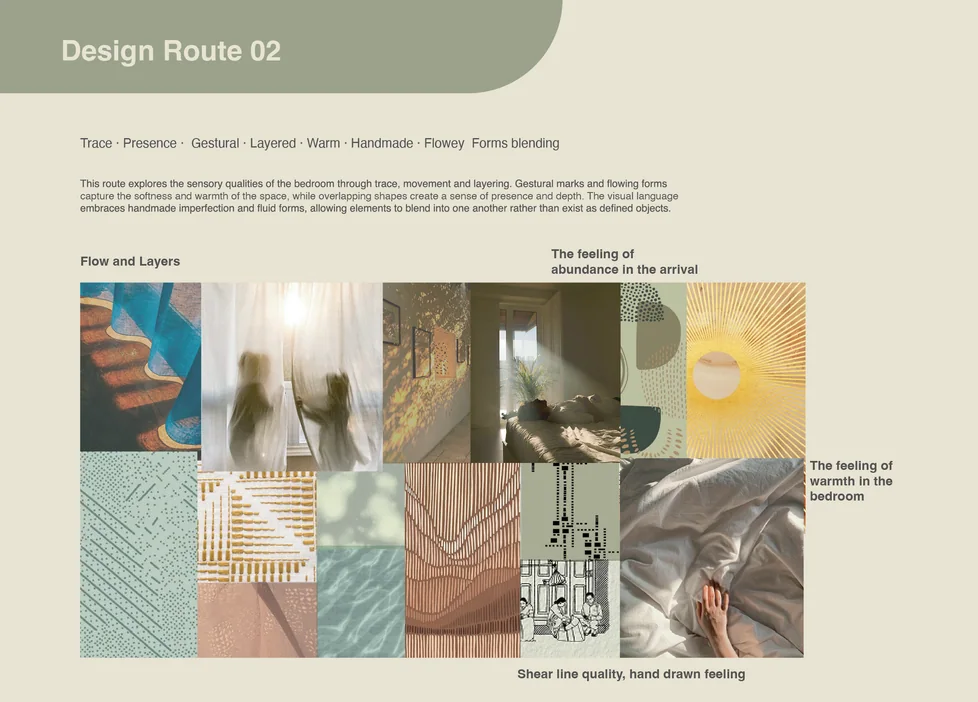 Design Route 02
Trace · Presence ·  Gestural · Layered · Warm · Handmade · Flowey  Forms blending
This route explores the sensory qualities of the bedroom through trace, movement and layering. Gestural marks and flowing forms
capture the softness and warmth of the space, while overlapping shapes create a sense of presence and depth. The visual language
embraces handmade imperfection and fluid forms, allowing elements to blend into one another rather than exist as defined objects.
Flow and Layers
The feeling of
abundance in the arrival
The feeling of
warmth in the
bedroom
Shear line quality, hand drawn feeling